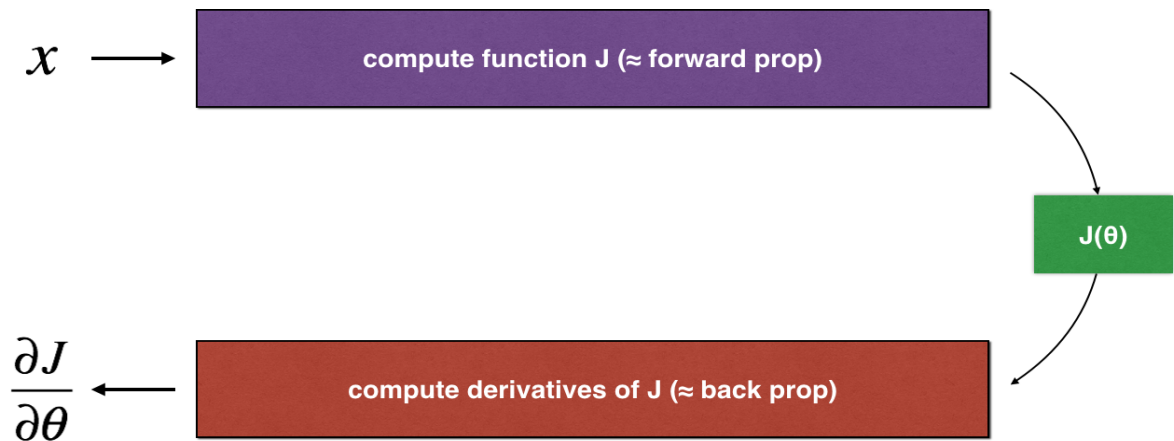 x
compute function J (≈ forward prop)
J(θ)
∂J
∂θ
compute derivatives of J (≈ back prop)